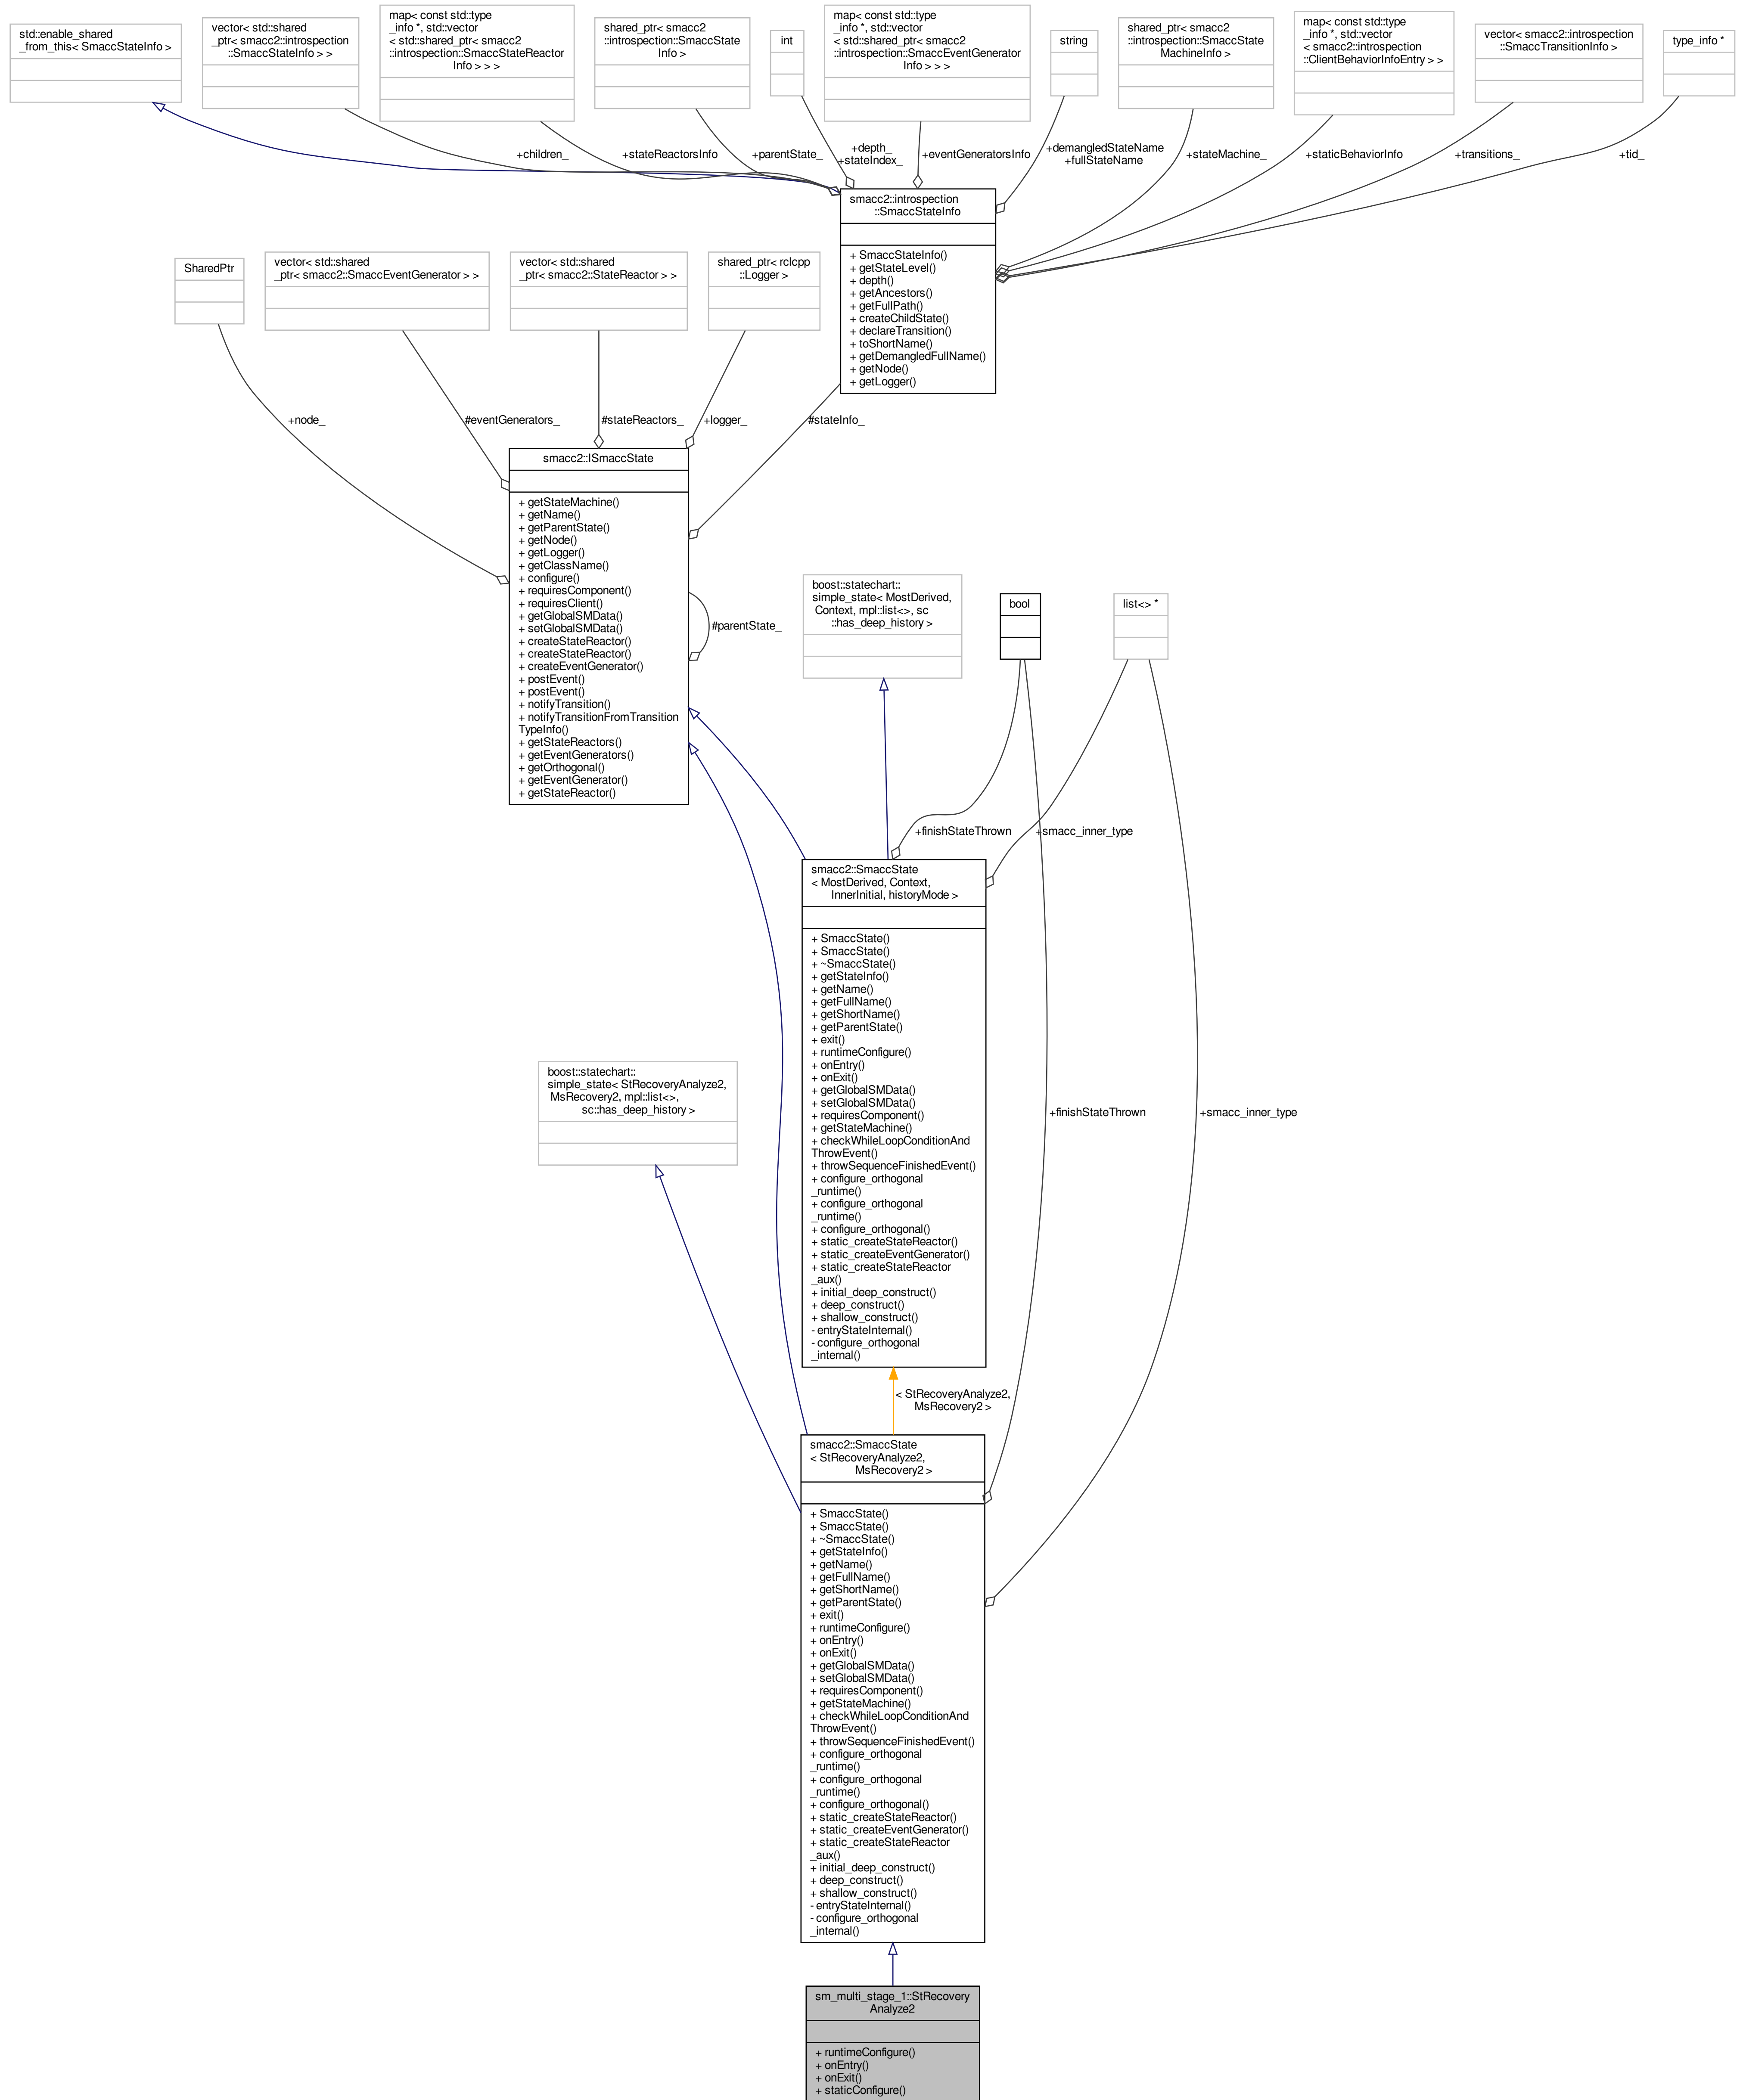 std::enable_shared
_from_this< SmaccStateInfo >
vector< std::shared
_ptr< smacc2::introspection
::SmaccStateInfo > >
map< const std::type
_info *, std::vector
< std::shared_ptr< smacc2
::introspection::SmaccStateReactor
Info > > >
shared_ptr< smacc2
::introspection::SmaccState
Info >
int
map< const std::type
_info *, std::vector
< std::shared_ptr< smacc2
::introspection::SmaccEventGenerator
Info > > >
string
shared_ptr< smacc2
::introspection::SmaccState
MachineInfo >
map< const std::type
_info *, std::vector
< smacc2::introspection
::ClientBehaviorInfoEntry > >
vector< smacc2::introspection
::SmaccTransitionInfo >
type_info *
+children_
+stateReactorsInfo
+parentState_
+depth_
+stateIndex_
+eventGeneratorsInfo
+demangledStateName
+fullStateName
+stateMachine_
+staticBehaviorInfo
+transitions_
+tid_
smacc2::introspection
::SmaccStateInfo
+ SmaccStateInfo()
+ getStateLevel()
+ depth()
+ getAncestors()
+ getFullPath()
+ createChildState()
+ declareTransition()
+ toShortName()
+ getDemangledFullName()
+ getNode()
+ getLogger()
SharedPtr
vector< std::shared
_ptr< smacc2::SmaccEventGenerator > >
vector< std::shared
_ptr< smacc2::StateReactor > >
shared_ptr< rclcpp
::Logger >
+node_
#eventGenerators_
#stateReactors_
+logger_
#stateInfo_
smacc2::ISmaccState
+ getStateMachine()
+ getName()
+ getParentState()
+ getNode()
+ getLogger()
+ getClassName()
+ configure()
+ requiresComponent()
+ requiresClient()
+ getGlobalSMData()
+ setGlobalSMData()
+ createStateReactor()
+ createStateReactor()
+ createEventGenerator()
+ postEvent()
+ postEvent()
+ notifyTransition()
+ notifyTransitionFromTransition
TypeInfo()
+ getStateReactors()
+ getEventGenerators()
+ getOrthogonal()
+ getEventGenerator()
+ getStateReactor()
#parentState_
boost::statechart::
simple_state< MostDerived,
Context, mpl::list<>, sc
::has_deep_history >
bool
list<> *
+finishStateThrown
+smacc_inner_type
smacc2::SmaccState
< MostDerived, Context,
InnerInitial, historyMode >
+ SmaccState()
+ SmaccState()
+ ~SmaccState()
+ getStateInfo()
+ getName()
+ getFullName()
+ getShortName()
+ getParentState()
+ exit()
+ runtimeConfigure()
+ onEntry()
+ onExit()
+ getGlobalSMData()
+ setGlobalSMData()
+ requiresComponent()
+ getStateMachine()
+ checkWhileLoopConditionAnd
ThrowEvent()
+ throwSequenceFinishedEvent()
+ configure_orthogonal
_runtime()
+ configure_orthogonal
_runtime()
+ configure_orthogonal()
+ static_createStateReactor()
+ static_createEventGenerator()
+ static_createStateReactor
_aux()
+ initial_deep_construct()
+ deep_construct()
+ shallow_construct()
- entryStateInternal()
- configure_orthogonal
_internal()
boost::statechart::
simple_state< StRecoveryAnalyze2,
MsRecovery2, mpl::list<>,
sc::has_deep_history >
+finishStateThrown
+smacc_inner_type
< StRecoveryAnalyze2,
MsRecovery2 >
smacc2::SmaccState
< StRecoveryAnalyze2,
MsRecovery2 >
+ SmaccState()
+ SmaccState()
+ ~SmaccState()
+ getStateInfo()
+ getName()
+ getFullName()
+ getShortName()
+ getParentState()
+ exit()
+ runtimeConfigure()
+ onEntry()
+ onExit()
+ getGlobalSMData()
+ setGlobalSMData()
+ requiresComponent()
+ getStateMachine()
+ checkWhileLoopConditionAnd
ThrowEvent()
+ throwSequenceFinishedEvent()
+ configure_orthogonal
_runtime()
+ configure_orthogonal
_runtime()
+ configure_orthogonal()
+ static_createStateReactor()
+ static_createEventGenerator()
+ static_createStateReactor
_aux()
+ initial_deep_construct()
+ deep_construct()
+ shallow_construct()
- entryStateInternal()
- configure_orthogonal
_internal()
sm_multi_stage_1::StRecovery
Analyze2
+ runtimeConfigure()
+ onEntry()
+ onExit()
+ staticConfigure()